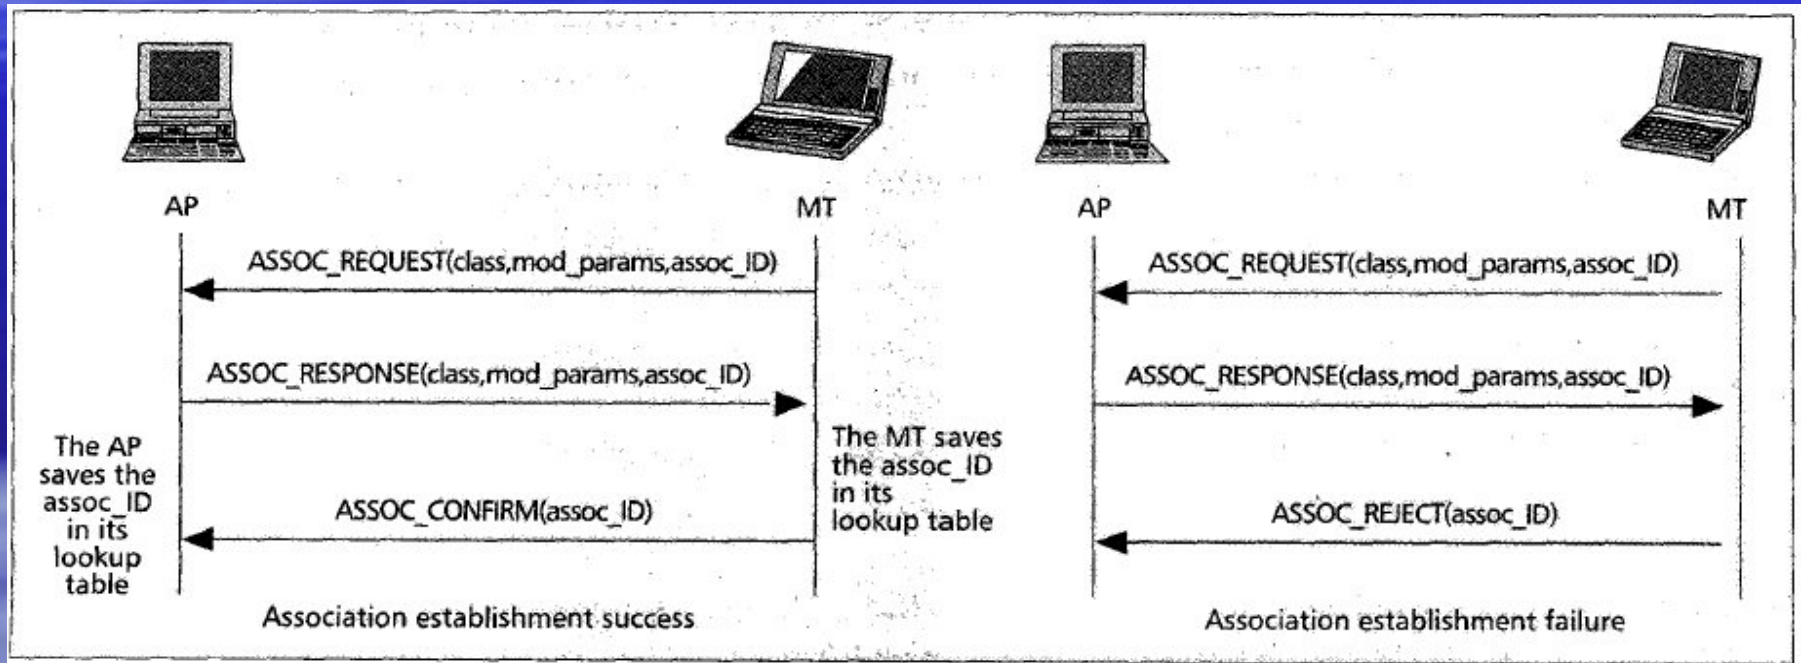 AP
MT
ASSOC_REQUEST(class,mod_params,assoc_ID)
ASSOC_RESPONSE(class,mod_params,assoc_ID)
The AP
saves the
assoc_ID
in its
lookup
table
The MT saves
the assoc_ID
in its
lookup table
ASSOC_CONFIRM(assoc_ID)
Association establishment success
AP
MT
ASSOC_REQUEST(class,mod_params,assoc_ID)
ASSOC_RESPONSE(class,mod_params,assoc_ID)
ASSOC_REJECT(assoc_ID)
Association establishment failure